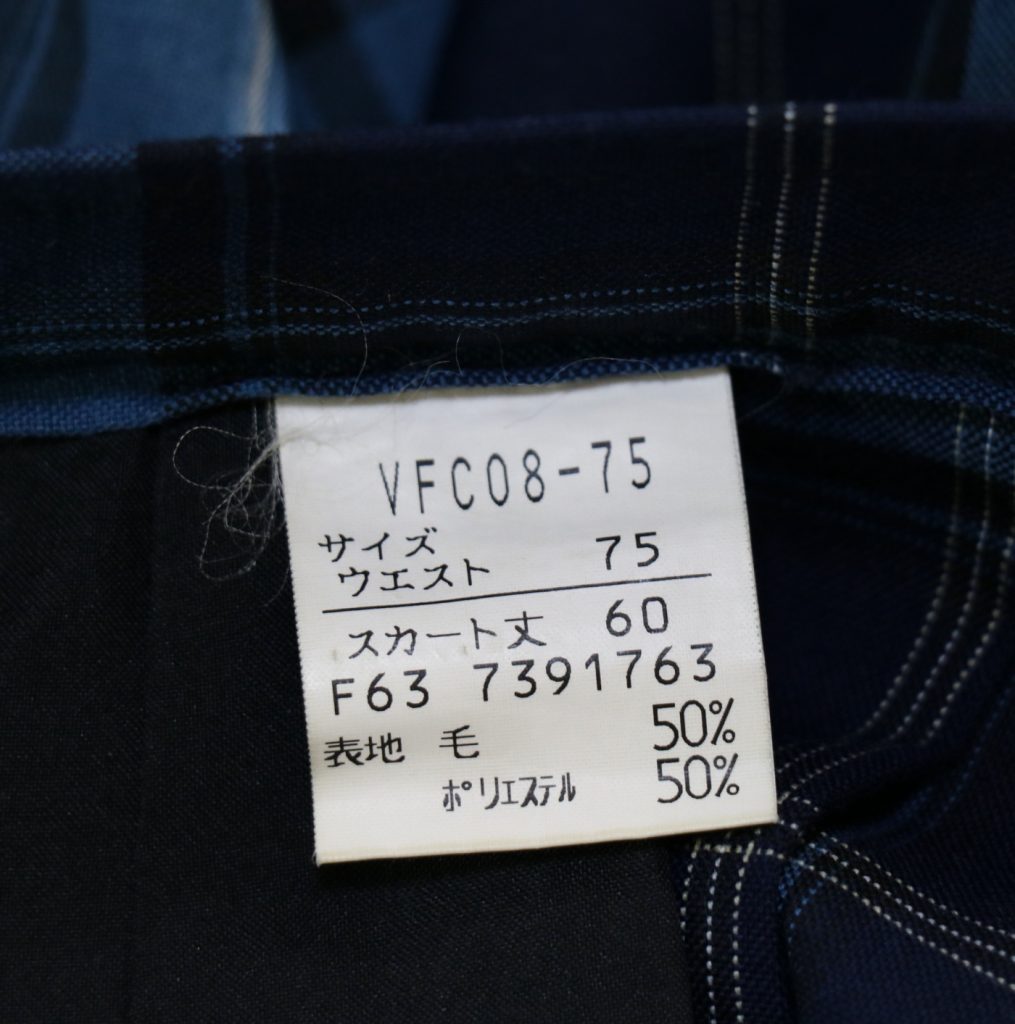 VFC08-75
サイズ
ウエスト 75
スカート丈 60
F63 7391763
表地 毛 50%
ポリエステル 50%